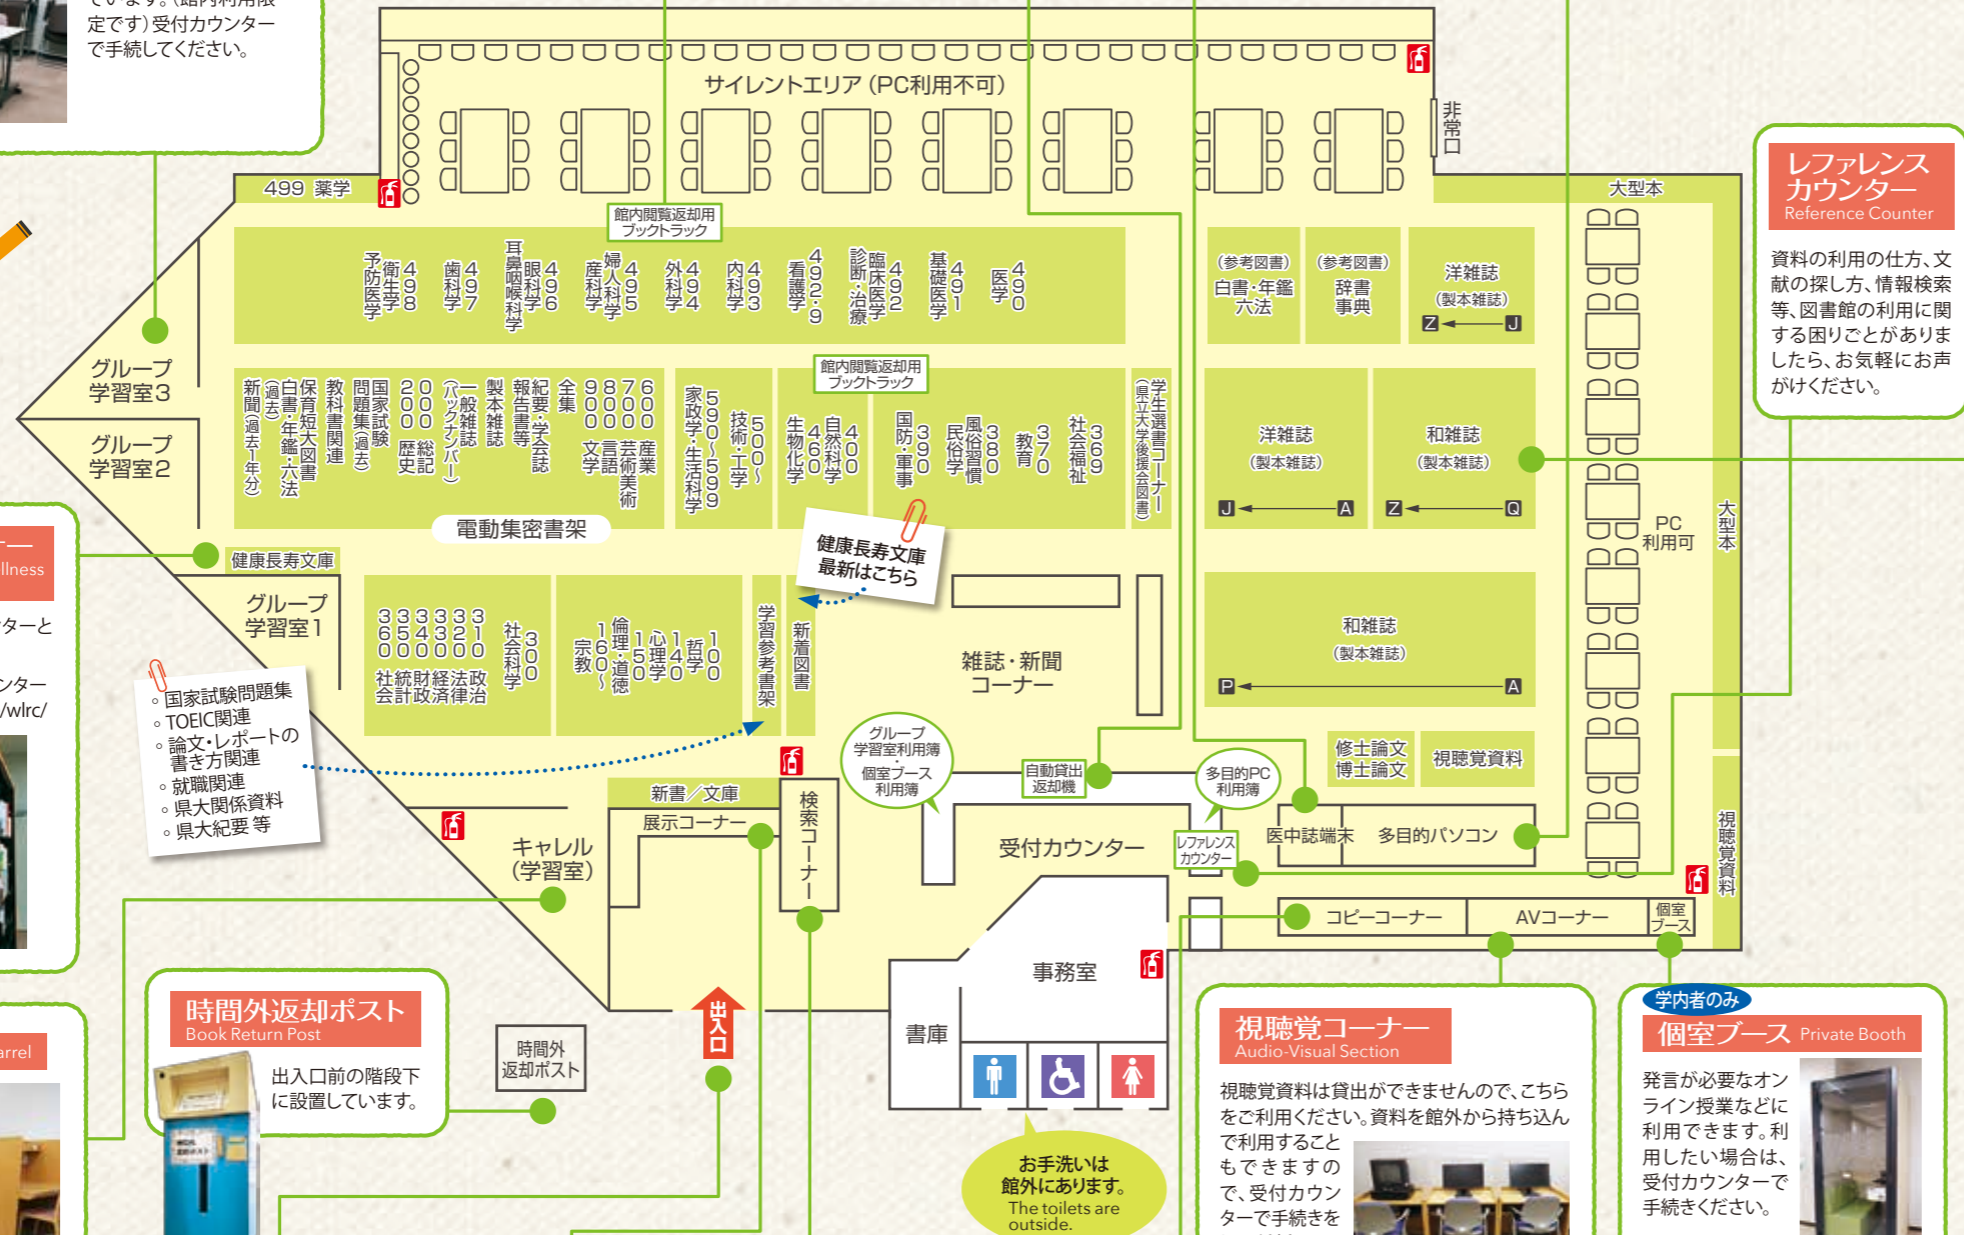 ています。(館内利用限
定です)受付カウンター
で手続してください。
サイレントエリア(PC利用不可)
非常口
499 薬学
大型本
館内閲覧返却用
ブックトラック
498
衛生学
予防医学
497
歯科学
496
眼科学
耳鼻咽喉科学
495
婦人科学
産科学
494
外科学
493
内科学
492・9
看護学
492
臨床医学
診断・治療
491
基礎医学
490
医学
(参考図書)
白書・年鑑
六法
(参考図書)
辞書
事典
洋雑誌
(製本雑誌)
Z J
レファレンス
カウンター
Reference Counter
資料の利用の仕方、文
献の探し方、情報検索
等、図書館の利用に関
する困りごとがありま
したら、お気軽にお声
がけください。
グループ
学習室3
グループ
学習室2
新聞(過去1年分)
保育短大図書
白書・年鑑・六法
(過去)
教科書関連
国家試験
問題集(過去)
000 総記
200 歴史
一般雑誌
(バックナンバー)
製本雑誌
紀要・学会誌
報告書等
全集
600 産業
700 芸術美術
800 言語
900 文学
590~599
家政学・生活科学
500~
技術・工学
館内閲覧返却用
ブックトラック
460
生物化学
400
自然科学
390
国防・軍事
380
風俗習慣
民俗学
370
教育
369
社会福祉
学生選書コーナー
(県立大学後援会図書)
洋雑誌
(製本雑誌)
J A
和雑誌
(製本雑誌)
Z Q
PC
利用可
大型本
電動集密書架
健康長寿文庫
最新はこちら
健康長寿文庫
グループ
学習室1
310 政治
320 法律
330 経済
340 財政
350 統計
360 社会
300
社会科学
100
哲学
140
心理学
150
倫理・道徳
160~
宗教
学習参考書架
新着図書
雑誌・新聞
コーナー
和雑誌
(製本雑誌)
P A
ー
llness
ターと
ンター
/wlrc/
国家試験問題集
TOEIC関連
論文・レポートの
書き方関連
就職関連
県大関係資料
県大紀要 等
グループ
学習室利用簿
・
個室ブース
利用簿
自動貸出
返却機
多目的PC
利用簿
修士論文
博士論文
視聴覚資料
新書/文庫
展示コーナー
検索コーナー
キャレル
(学習室)
受付カウンター
レファレンス
カウンター
医中誌端末
多目的パソコン
視聴覚資料
コピーコーナー
AVコーナー
個室
ブース
事務室
書庫
出入口
時間外
返却ポスト
時間外返却ポスト
Book Return Post
出入口前の階段下
に設置しています。
arrel
お手洗いは
館外にあります。
The toilets are
outside.
視聴覚コーナー
Audio-Visual Section
視聴覚資料は貸出ができませんので、こちら
をご利用ください。資料を館外から持ち込ん
で利用すること
もできますの
で、受付カウン
ターで手続きを
学内者のみ
個室ブース Private Booth
発言が必要なオン
ライン授業などに
利用できます。利
用したい場合は、
受付カウンターで
手続きください。